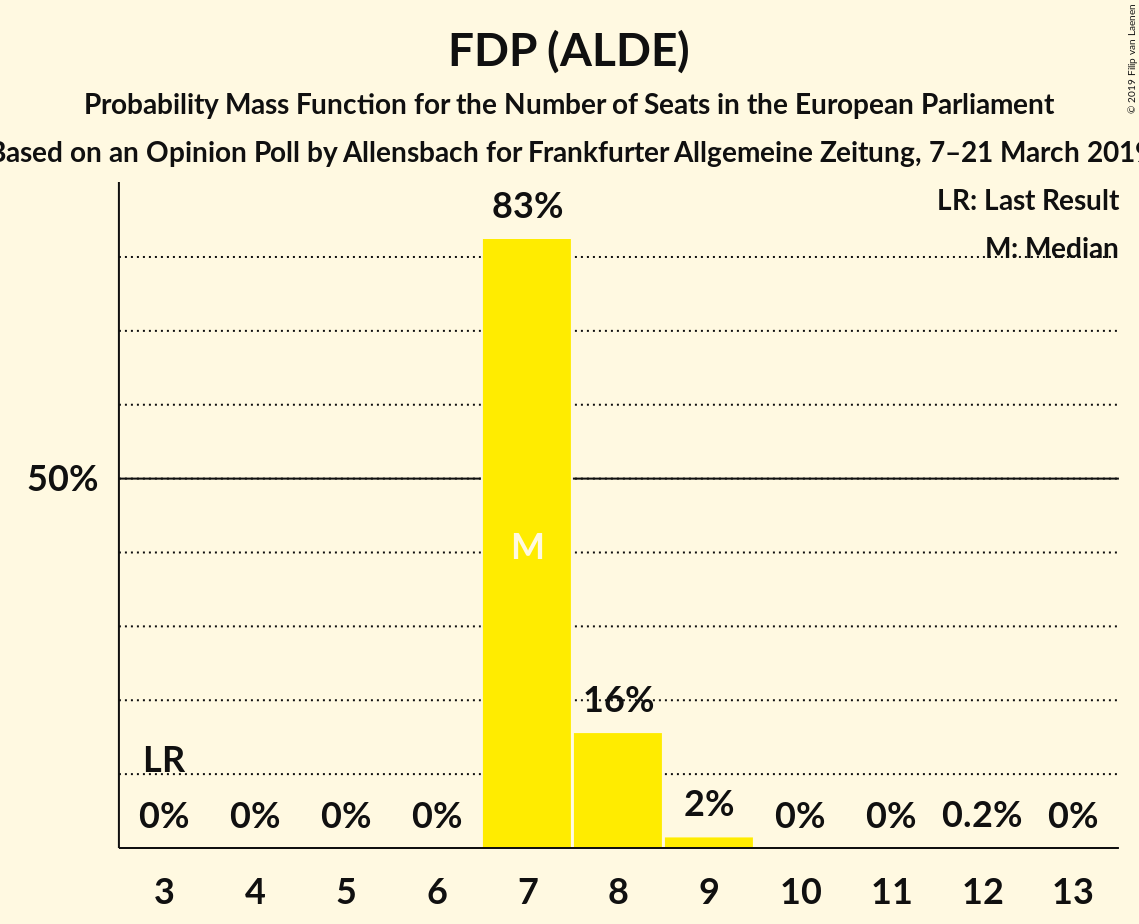 FDP (ALDE)
Probability Mass Function for the Number of Seats in the European Parliament
Based on an Opinion Poll by Allensbach for Frankfurter Allgemeine Zeitung, 7–21 March 2019
© 2019 Filip van Laenen
LR: Last Result
M: Median
83%
50%
M
16%
LR
2%
0% 0% 0% 0% 0% 0% 0.2% 0%
3 4 5 6 7 8 9 10 11 12 13